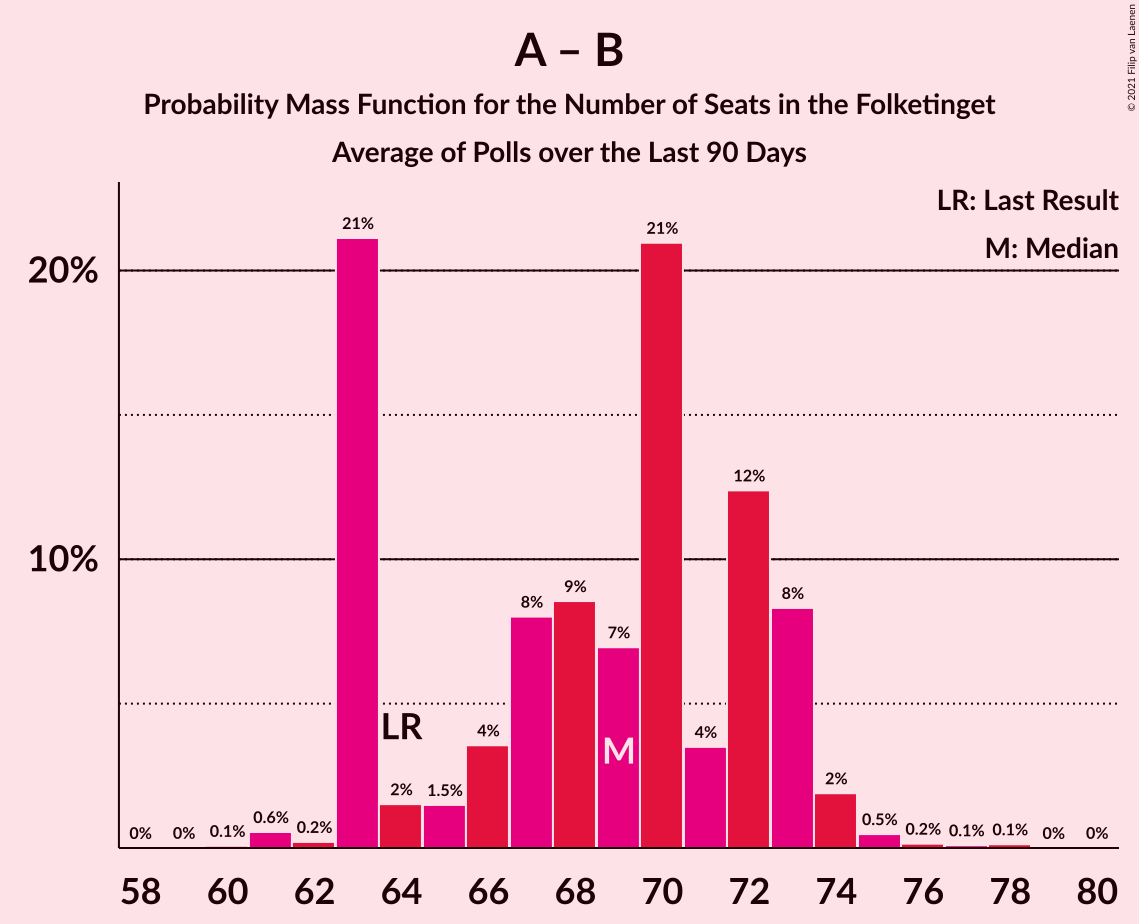 A – B
Probability Mass Function for the Number of Seats in the Folketinget
Average of Polls over the Last 90 Days
© 2021 Filip van Laenen
LR: Last Result
M: Median
20%
10%
0%
0%
0.1%
0.6%
0.2%
21%
2%
1.5%
4%
8%
9%
7%
21%
4%
12%
8%
2%
0.5%
0.2%
0.1%
0.1%
0%
0%
LR
M
58 60 62 64 66 68 70 72 74 76 78 80